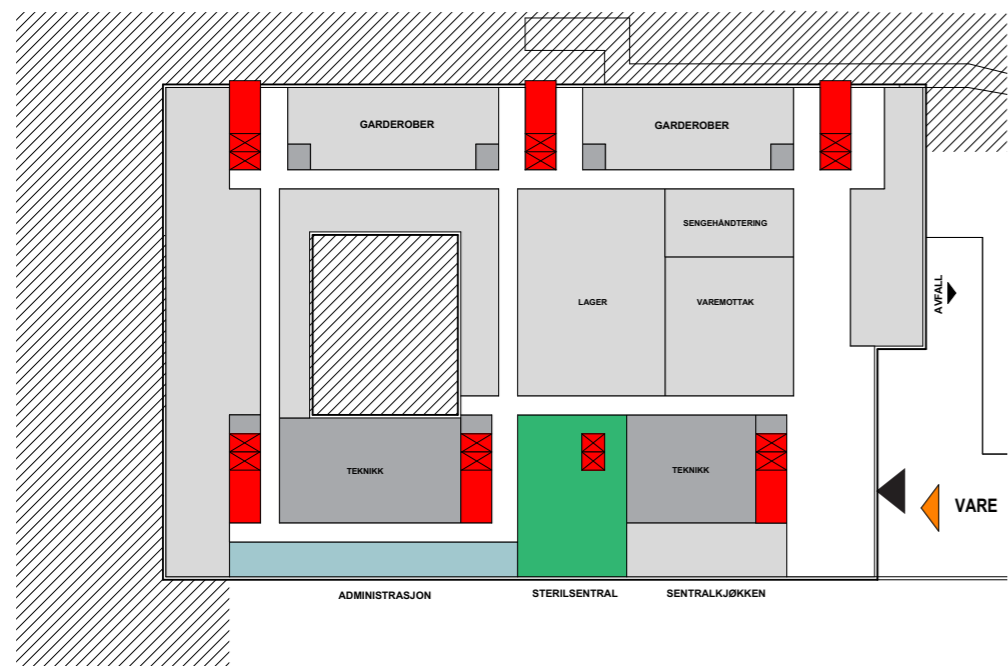 GARDEROBER
GARDEROBER
SENGEHÅNDTERING
LAGER
VAREMOTTAK
AVFALL
TEKNIKK
TEKNIKK
VARE
ADMINISTRASJON
STERILSENTRAL
SENTRALKJØKKEN